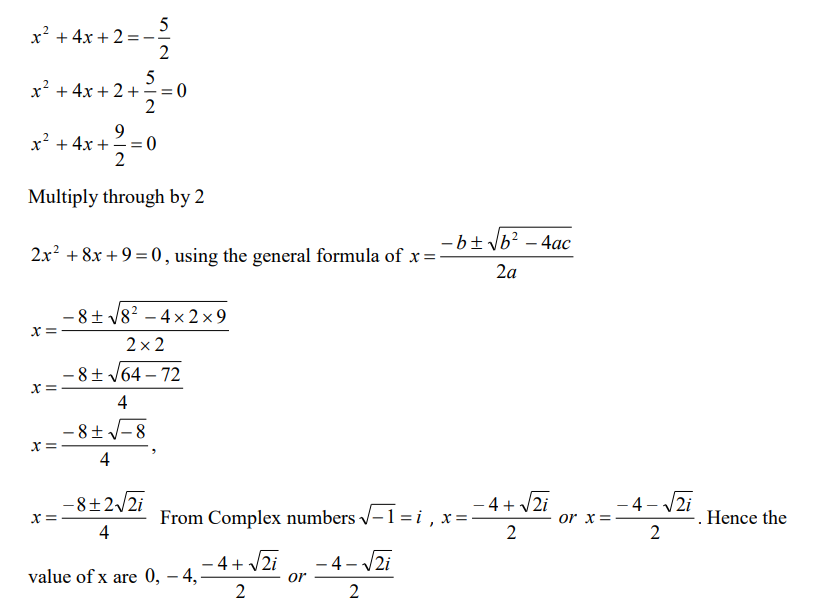 x² + 4x + 2 = −5/2
x² + 4x + 2 + 5/2 = 0
x² + 4x + 9/2 = 0
Multiply through by 2
2x² + 8x + 9 = 0, using the general formula of x = (−b ± √(b² − 4ac))/(2a)
x = (−8 ± √(8² − 4 × 2 × 9))/(2 × 2)
x = (−8 ± √(64 − 72))/4
x = (−8 ± √(−8))/4,
x = (−8 ± 2√(2i))/4 From Complex numbers √(−1) = i , x = (−4 + √(2i))/2 or x = (−4 − √(2i))/2. Hence the
value of x are 0, −4, (−4 + √(2i))/2 or (−4 − √(2i))/2